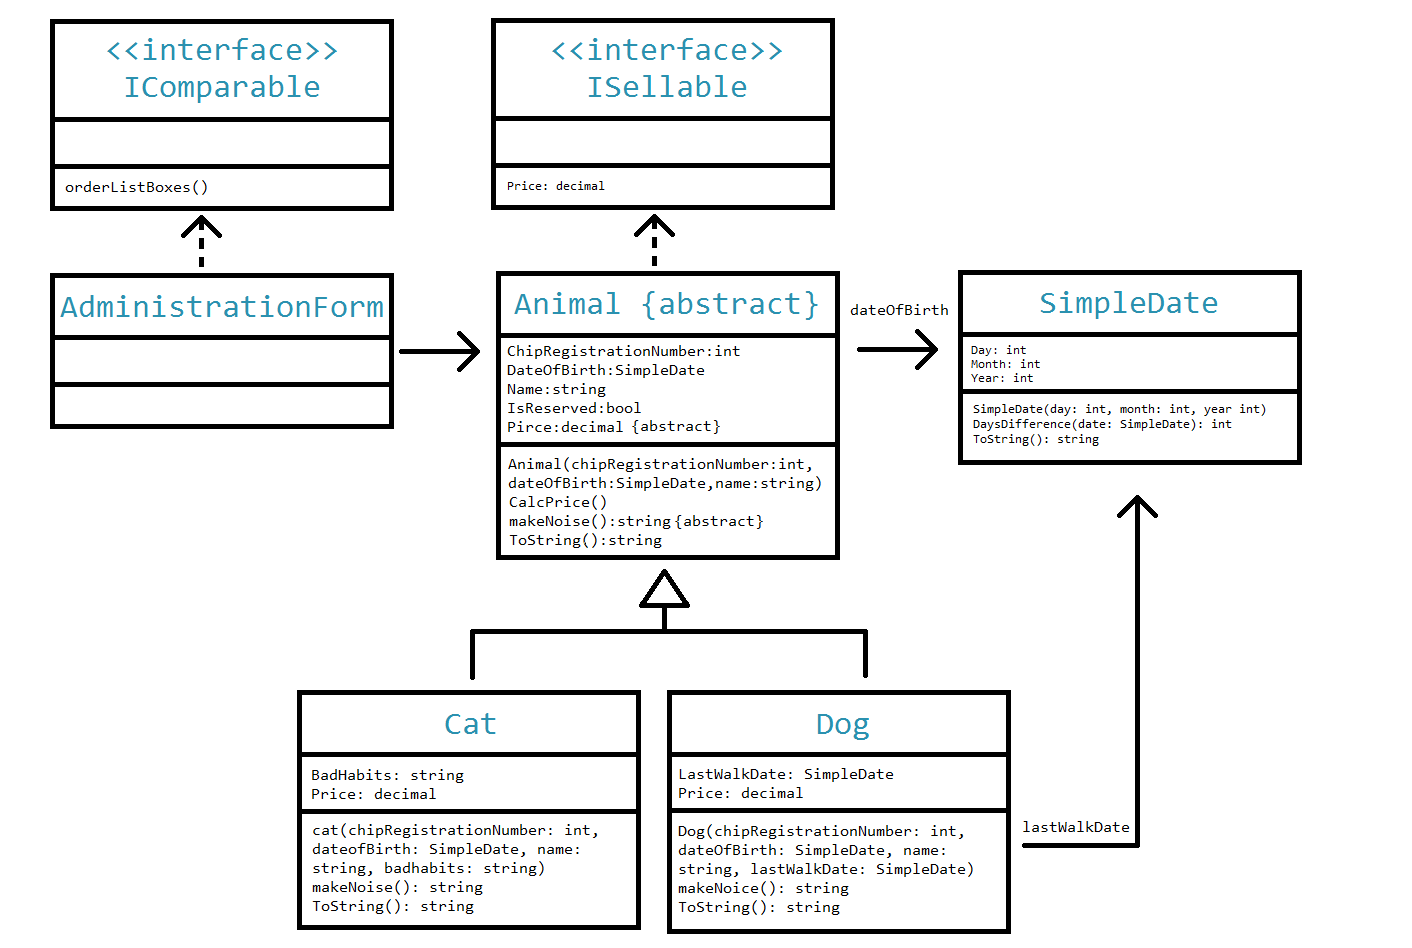 <<interface>>
IComparable
orderListBoxes()
<<interface>>
ISellable
Price: decimal
AdministrationForm
Animal {abstract}
ChipRegistrationNumber:int
DateOfBirth:SimpleDate
Name:string
IsReserved:bool
Pirce:decimal {abstract}
Animal(chipRegistrationNumber:int,
dateOfBirth:SimpleDate,name:string)
CalcPrice()
makeNoise():string{abstract}
ToString():string
dateOfBirth
SimpleDate
Day: int
Month: int
Year: int
SimpleDate(day: int, month: int, year int)
DaysDifference(date: SimpleDate): int
ToString(): string
Cat
BadHabits: string
Price: decimal
cat(chipRegistrationNumber: int,
dateofBirth: SimpleDate, name:
string, badhabits: string)
makeNoise(): string
ToString(): string
Dog
LastWalkDate: SimpleDate
Price: decimal
Dog(chipRegistrationNumber: int,
dateOfBirth: SimpleDate, name:
string, lastWalkDate: SimpleDate)
makeNoice(): string
ToString(): string
lastWalkDate